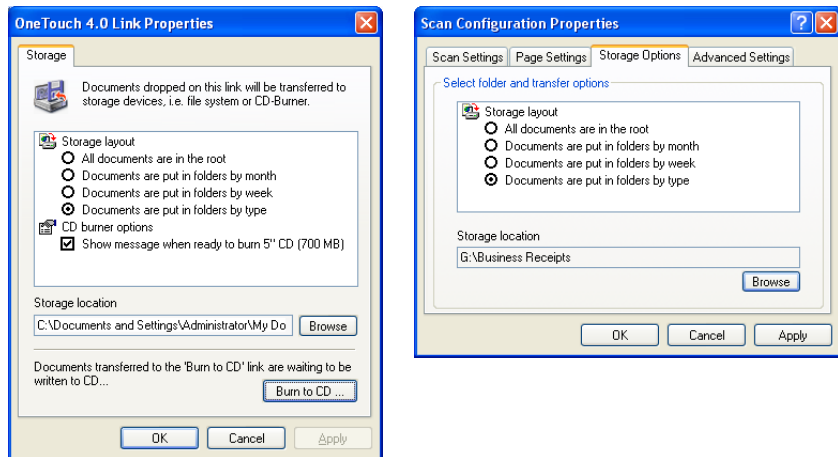 OneTouch 4.0 Link Properties
Storage
Documents dropped on this link will be transferred to
storage devices, i.e. file system or CD-Burner.
Storage layout
All documents are in the root
Documents are put in folders by month
Documents are put in folders by week
Documents are put in folders by type
CD burner options
Show message when ready to burn 5" CD (700 MB)
Storage location
C:\Documents and Settings\Administrator\My Do
Browse
Documents transferred to the 'Burn to CD' link are waiting to be
written to CD...
Burn to CD ...
OK Cancel Apply
Scan Configuration Properties
Scan Settings Page Settings Storage Options Advanced Settings
Select folder and transfer options
Storage layout
All documents are in the root
Documents are put in folders by month
Documents are put in folders by week
Documents are put in folders by type
Storage location
G:\Business Receipts
Browse
OK Cancel Apply